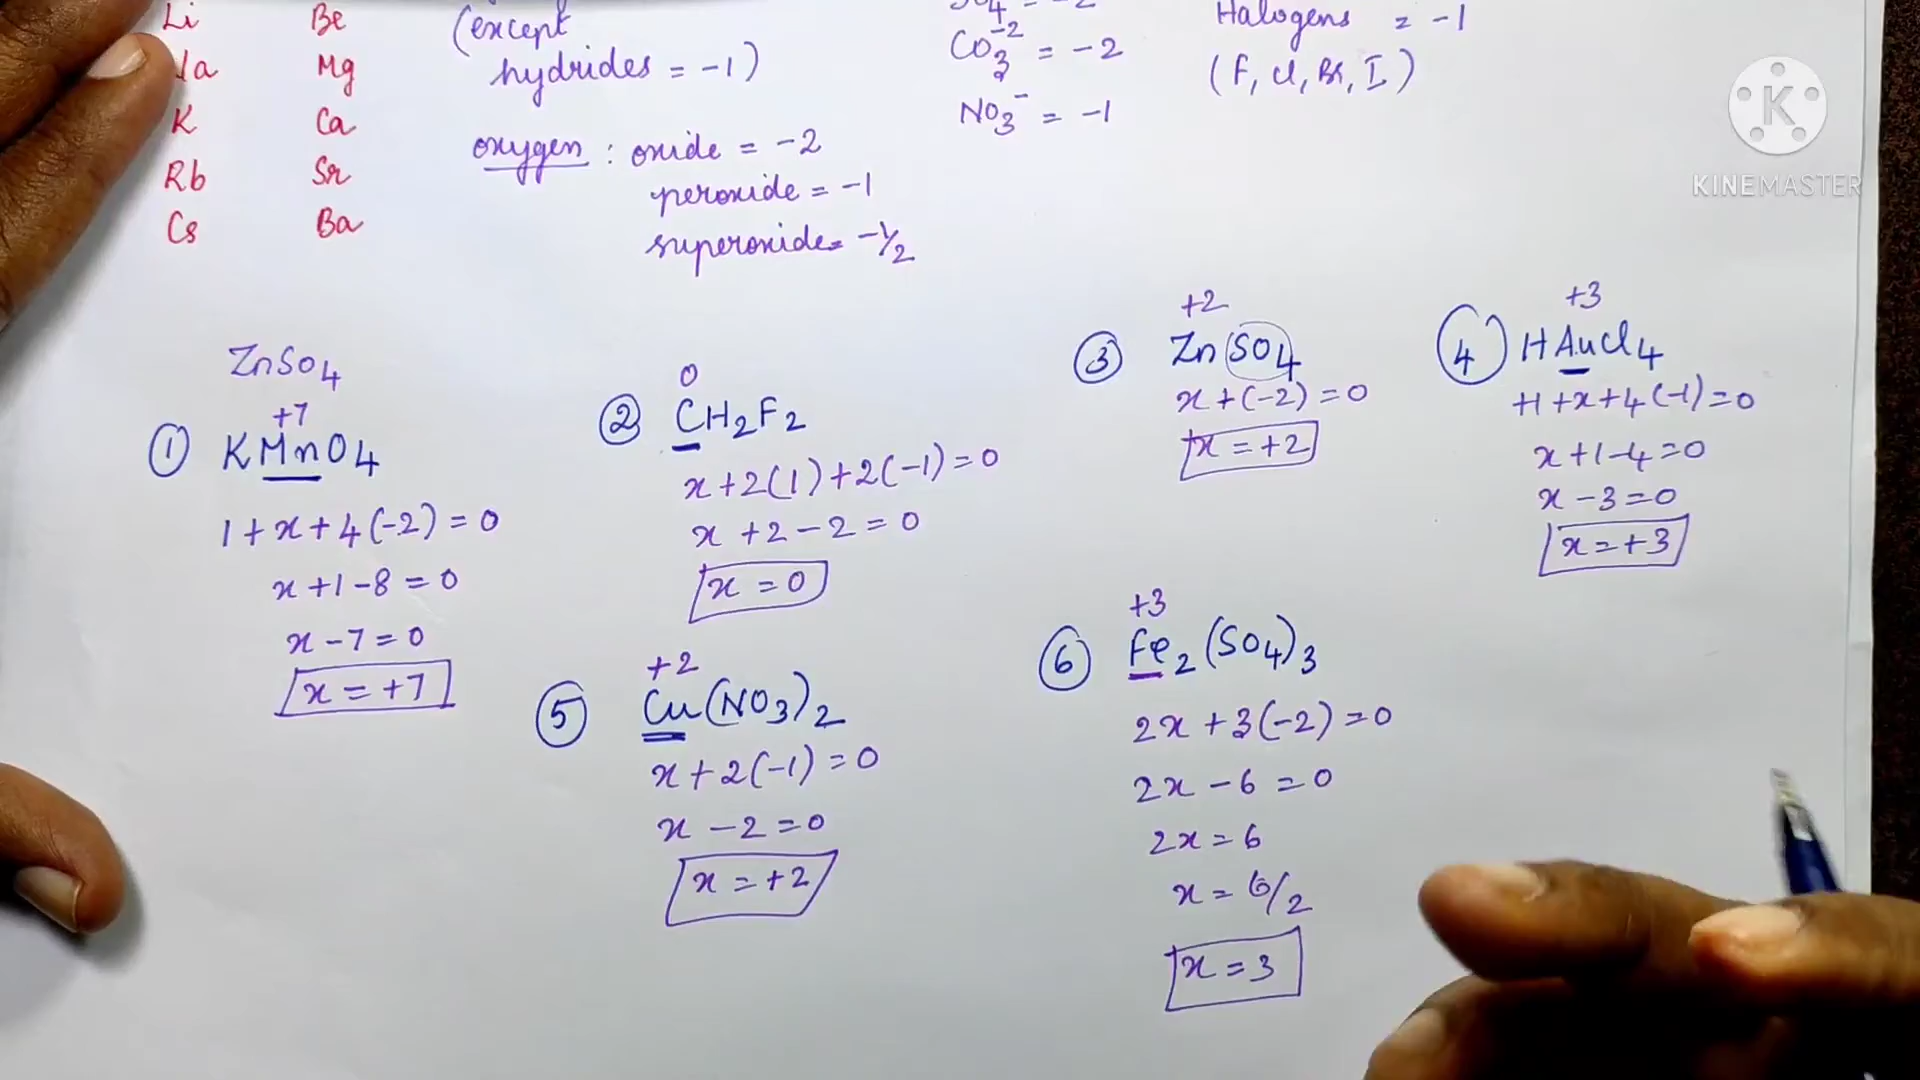 Li Be (except
Na Mg hydrides = -1)
K Ca
Rb Sr
Cs Ba
oxygen : oxide = -2
peroxide = -1
superoxide = -1/2
SO4 = -2
CO3^-2 = -2
NO3^- = -1
Halogens = -1
(F, Cl, Br, I)
K
KINEMASTER
ZnSO4
+7
① KMnO4
1 + x + 4(-2) = 0
x + 1 - 8 = 0
x - 7 = 0
x = +7
0
② CH2F2
x + 2(1) + 2(-1) = 0
x + 2 - 2 = 0
x = 0
+2
③ ZnSO4
x + (-2) = 0
x = +2
+3
④ HAuCl4
+1 + x + 4(-1) = 0
x + 1 - 4 = 0
x - 3 = 0
x = +3
+2
⑤ Cu(NO3)2
x + 2(-1) = 0
x - 2 = 0
x = +2
+3
⑥ Fe2(SO4)3
2x + 3(-2) = 0
2x - 6 = 0
2x = 6
x = 6/2
x = 3